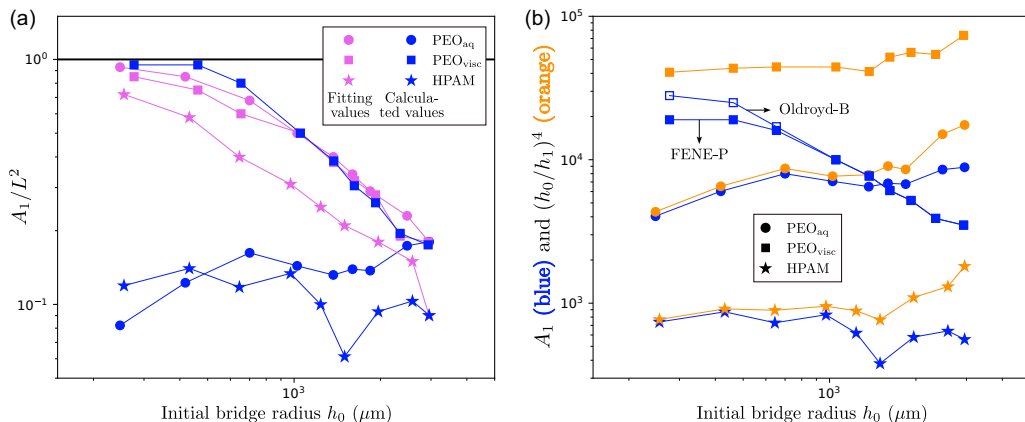 (a)
10^0
10^{-1}
A_1/L^2
PEO_aq
PEO_visc
HPAM
Fitting Calcula-
values ted values
10^3
Initial bridge radius h_0 (μm)
(b)
10^5
10^4
10^3
A_1 (blue) and (h_0/h_1)^4 (orange)
Oldroyd-B
FENE-P
PEO_aq
PEO_visc
HPAM
10^3
Initial bridge radius h_0 (μm)